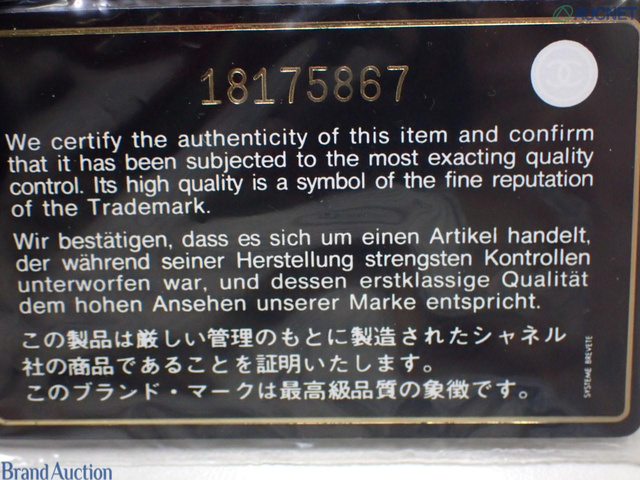 AUCNET
18175867
We certify the authenticity of this item and confirm
that it has been subjected to the most exacting quality
control. Its high quality is a symbol of the fine reputation
of the Trademark.
Wir bestätigen, dass es sich um einen Artikel handelt,
der während seiner Herstellung strengsten Kontrollen
unterworfen war, und dessen erstklassige Qualität
dem hohen Ansehen unserer Marke entspricht.
この製品は厳しい管理のもとに製造されたシャネル
社の商品であることを証明いたします。
このブランド・マークは最高級品質の象徴です。
SYSTEME BREVETE
Brand Auction